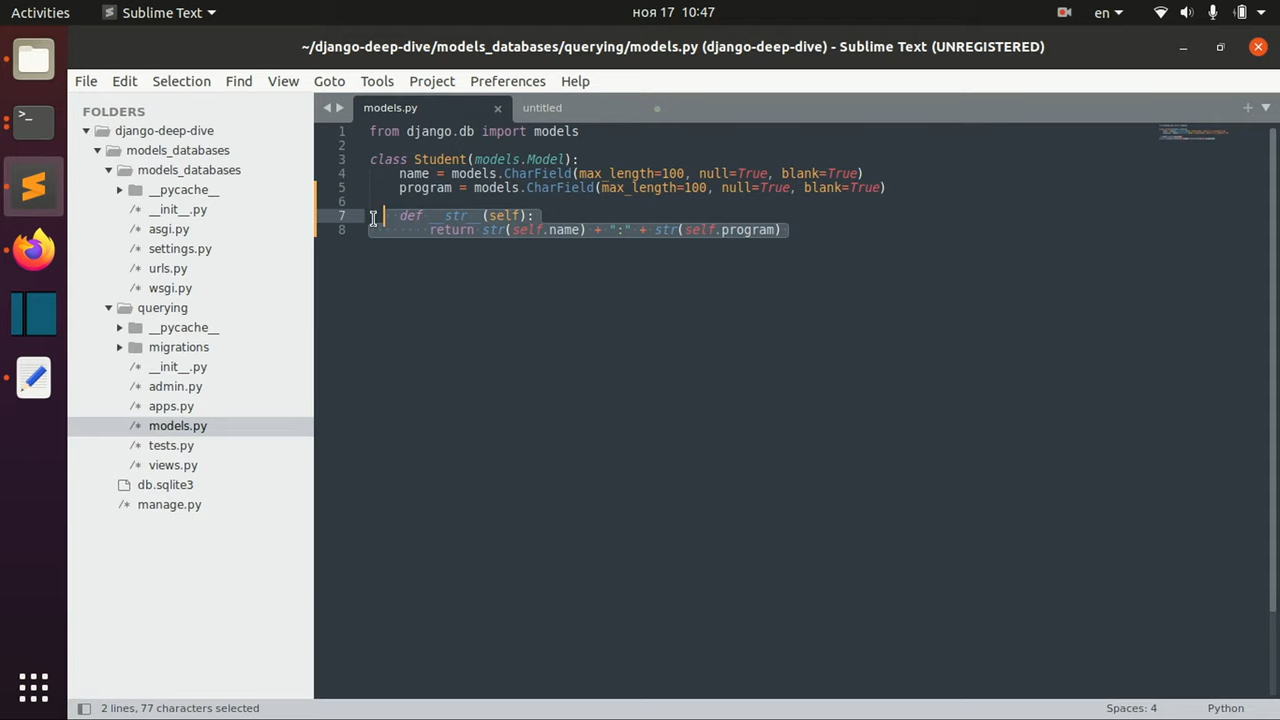 Activities
Sublime Text
ноя 17 10:47
en
~/django-deep-dive/models_databases/querying/models.py (django-deep-dive) - Sublime Text (UNREGISTERED)
File Edit Selection Find View Goto Tools Project Preferences Help
FOLDERS
django-deep-dive
models_databases
models_databases
__pycache__
/* __init__.py
/* asgi.py
/* settings.py
/* urls.py
/* wsgi.py
querying
__pycache__
migrations
/* __init__.py
/* admin.py
/* apps.py
/* models.py
/* tests.py
/* views.py
db.sqlite3
/* manage.py
models.py
untitled
1 from django.db import models
2
3 class Student(models.Model):
4 name = models.CharField(max_length=100, null=True, blank=True)
5 program = models.CharField(max_length=100, null=True, blank=True)
6
7 def __str__(self):
8 return str(self.name) + ":" + str(self.program)
2 lines, 77 characters selected
Spaces: 4
Python